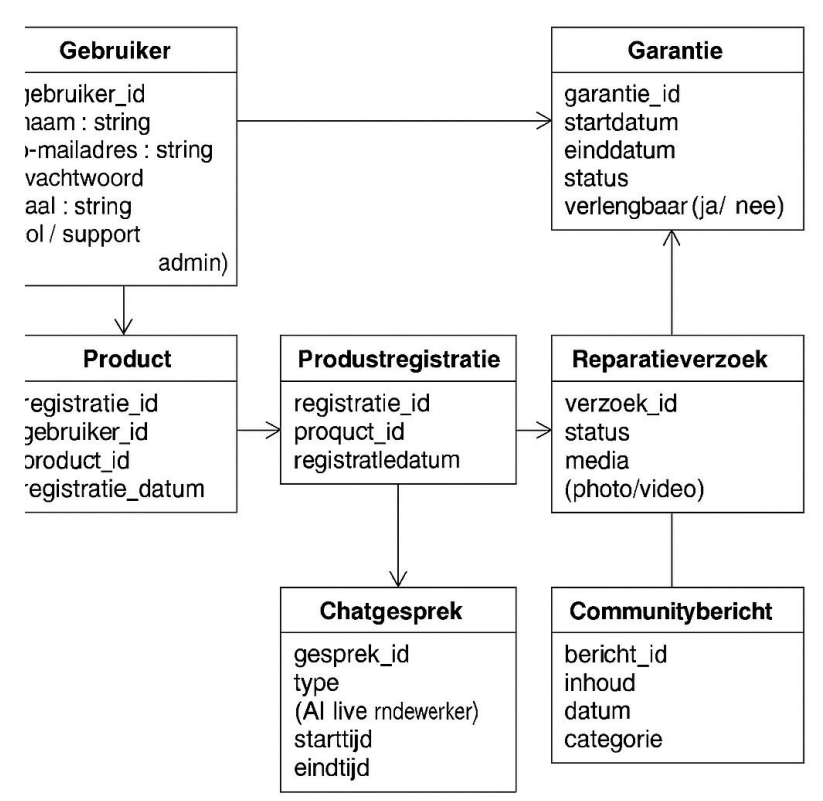 Gebruiker
gebruiker_id
naam : string
-mailadres : string
vachtwoord
aal : string
ol / support
admin)
Garantie
garantie_id
startdatum
einddatum
status
verlengbaar (ja/ nee)
Product
registratie_id
gebruiker_id
product_id
registratie_datum
Produstregistratie
registratie_id
proquct_id
registratledatum
Reparatieverzoek
verzoek_id
status
media
(photo/video)
Chatgesprek
gesprek_id
type
(AI live rndewerker)
starttijd
eindtijd
Communitybericht
bericht_id
inhoud
datum
categorie